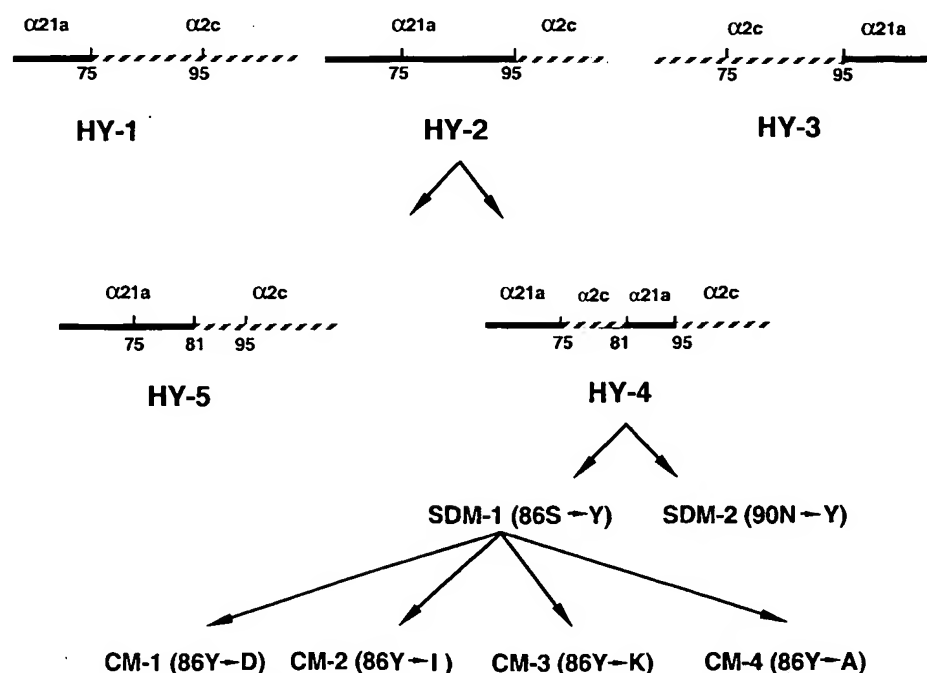 α21a α2c α21a α2c α2c α21a
75 95 75 95 75 95
HY-1 HY-2 HY-3
α21a α2c α21a α2c α21a α2c
75 81 95 75 81 95
HY-5 HY-4
SDM-1 (86S→Y) SDM-2 (90N→Y)
CM-1 (86Y→D) CM-2 (86Y→I ) CM-3 (86Y→K) CM-4 (86Y→A)